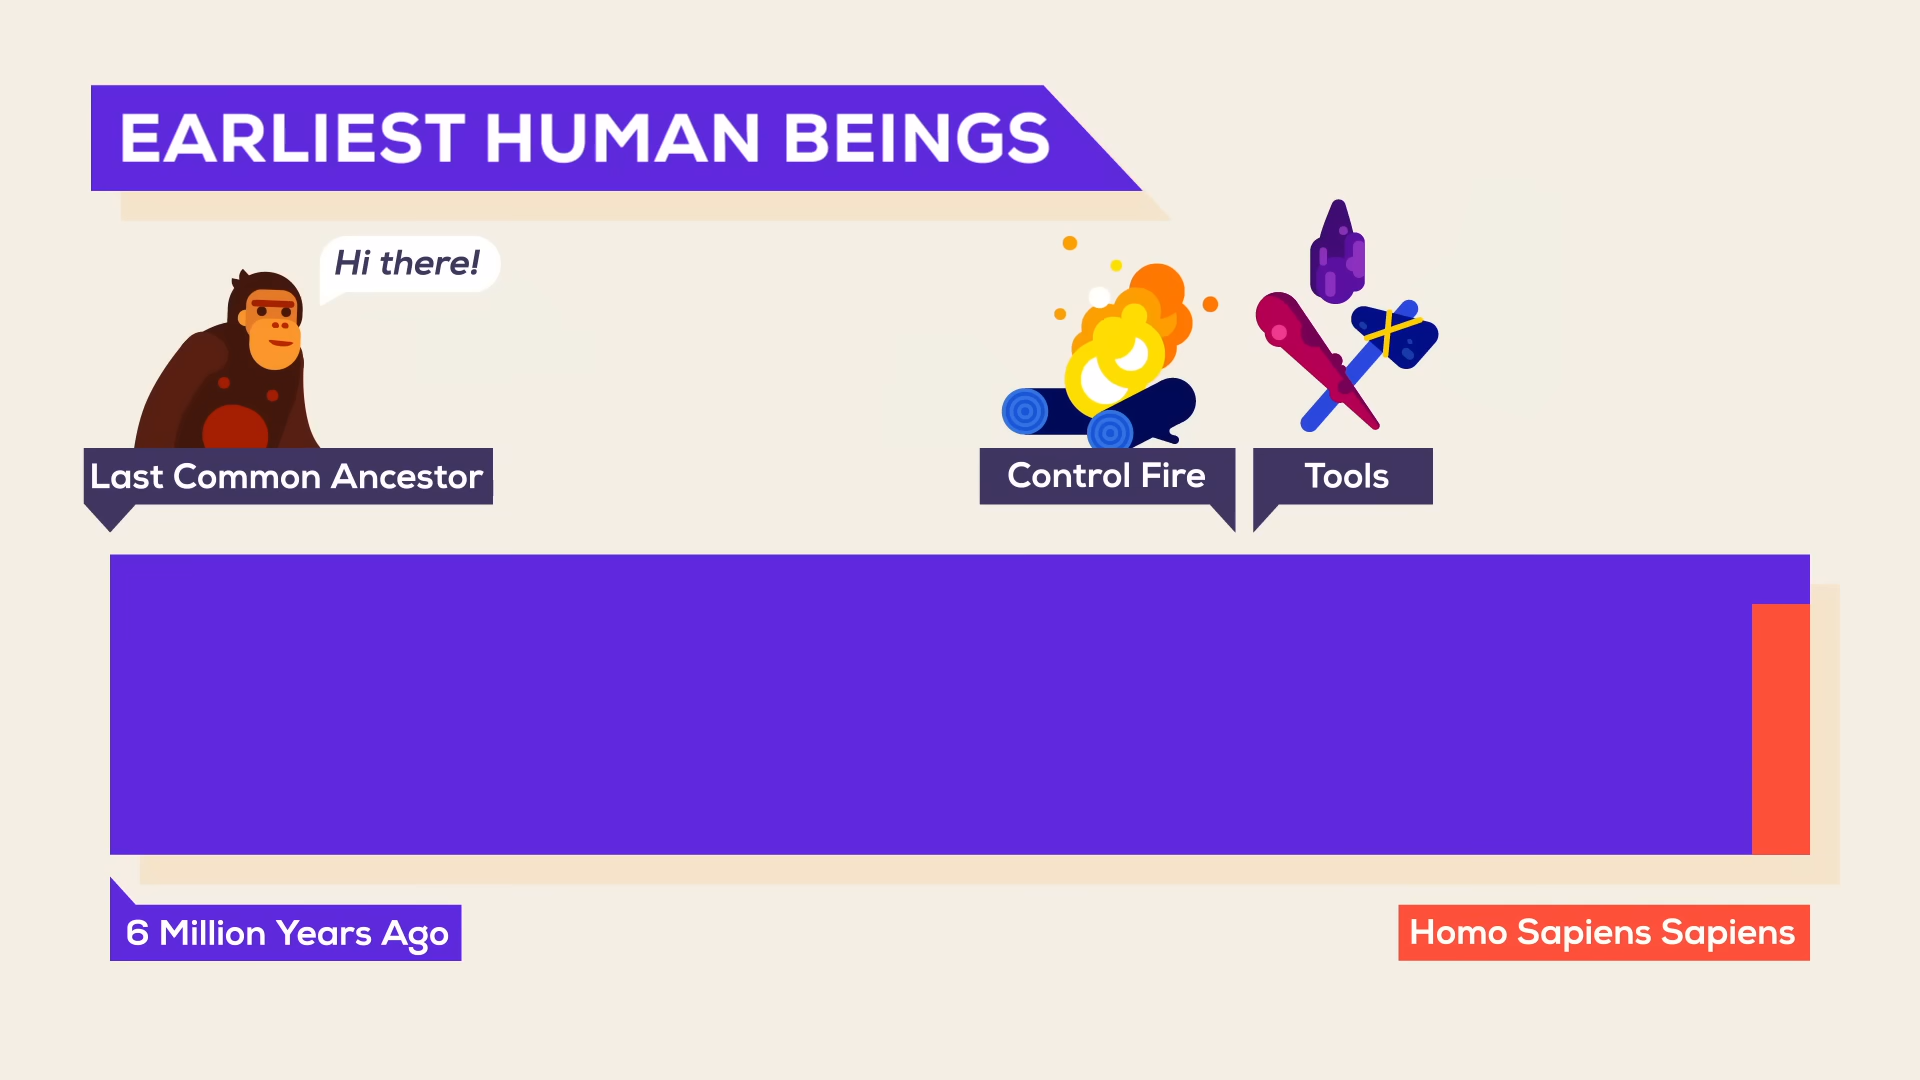 EARLIEST HUMAN BEINGS
Hi there!
Last Common Ancestor
Control Fire
Tools
6 Million Years Ago
Homo Sapiens Sapiens